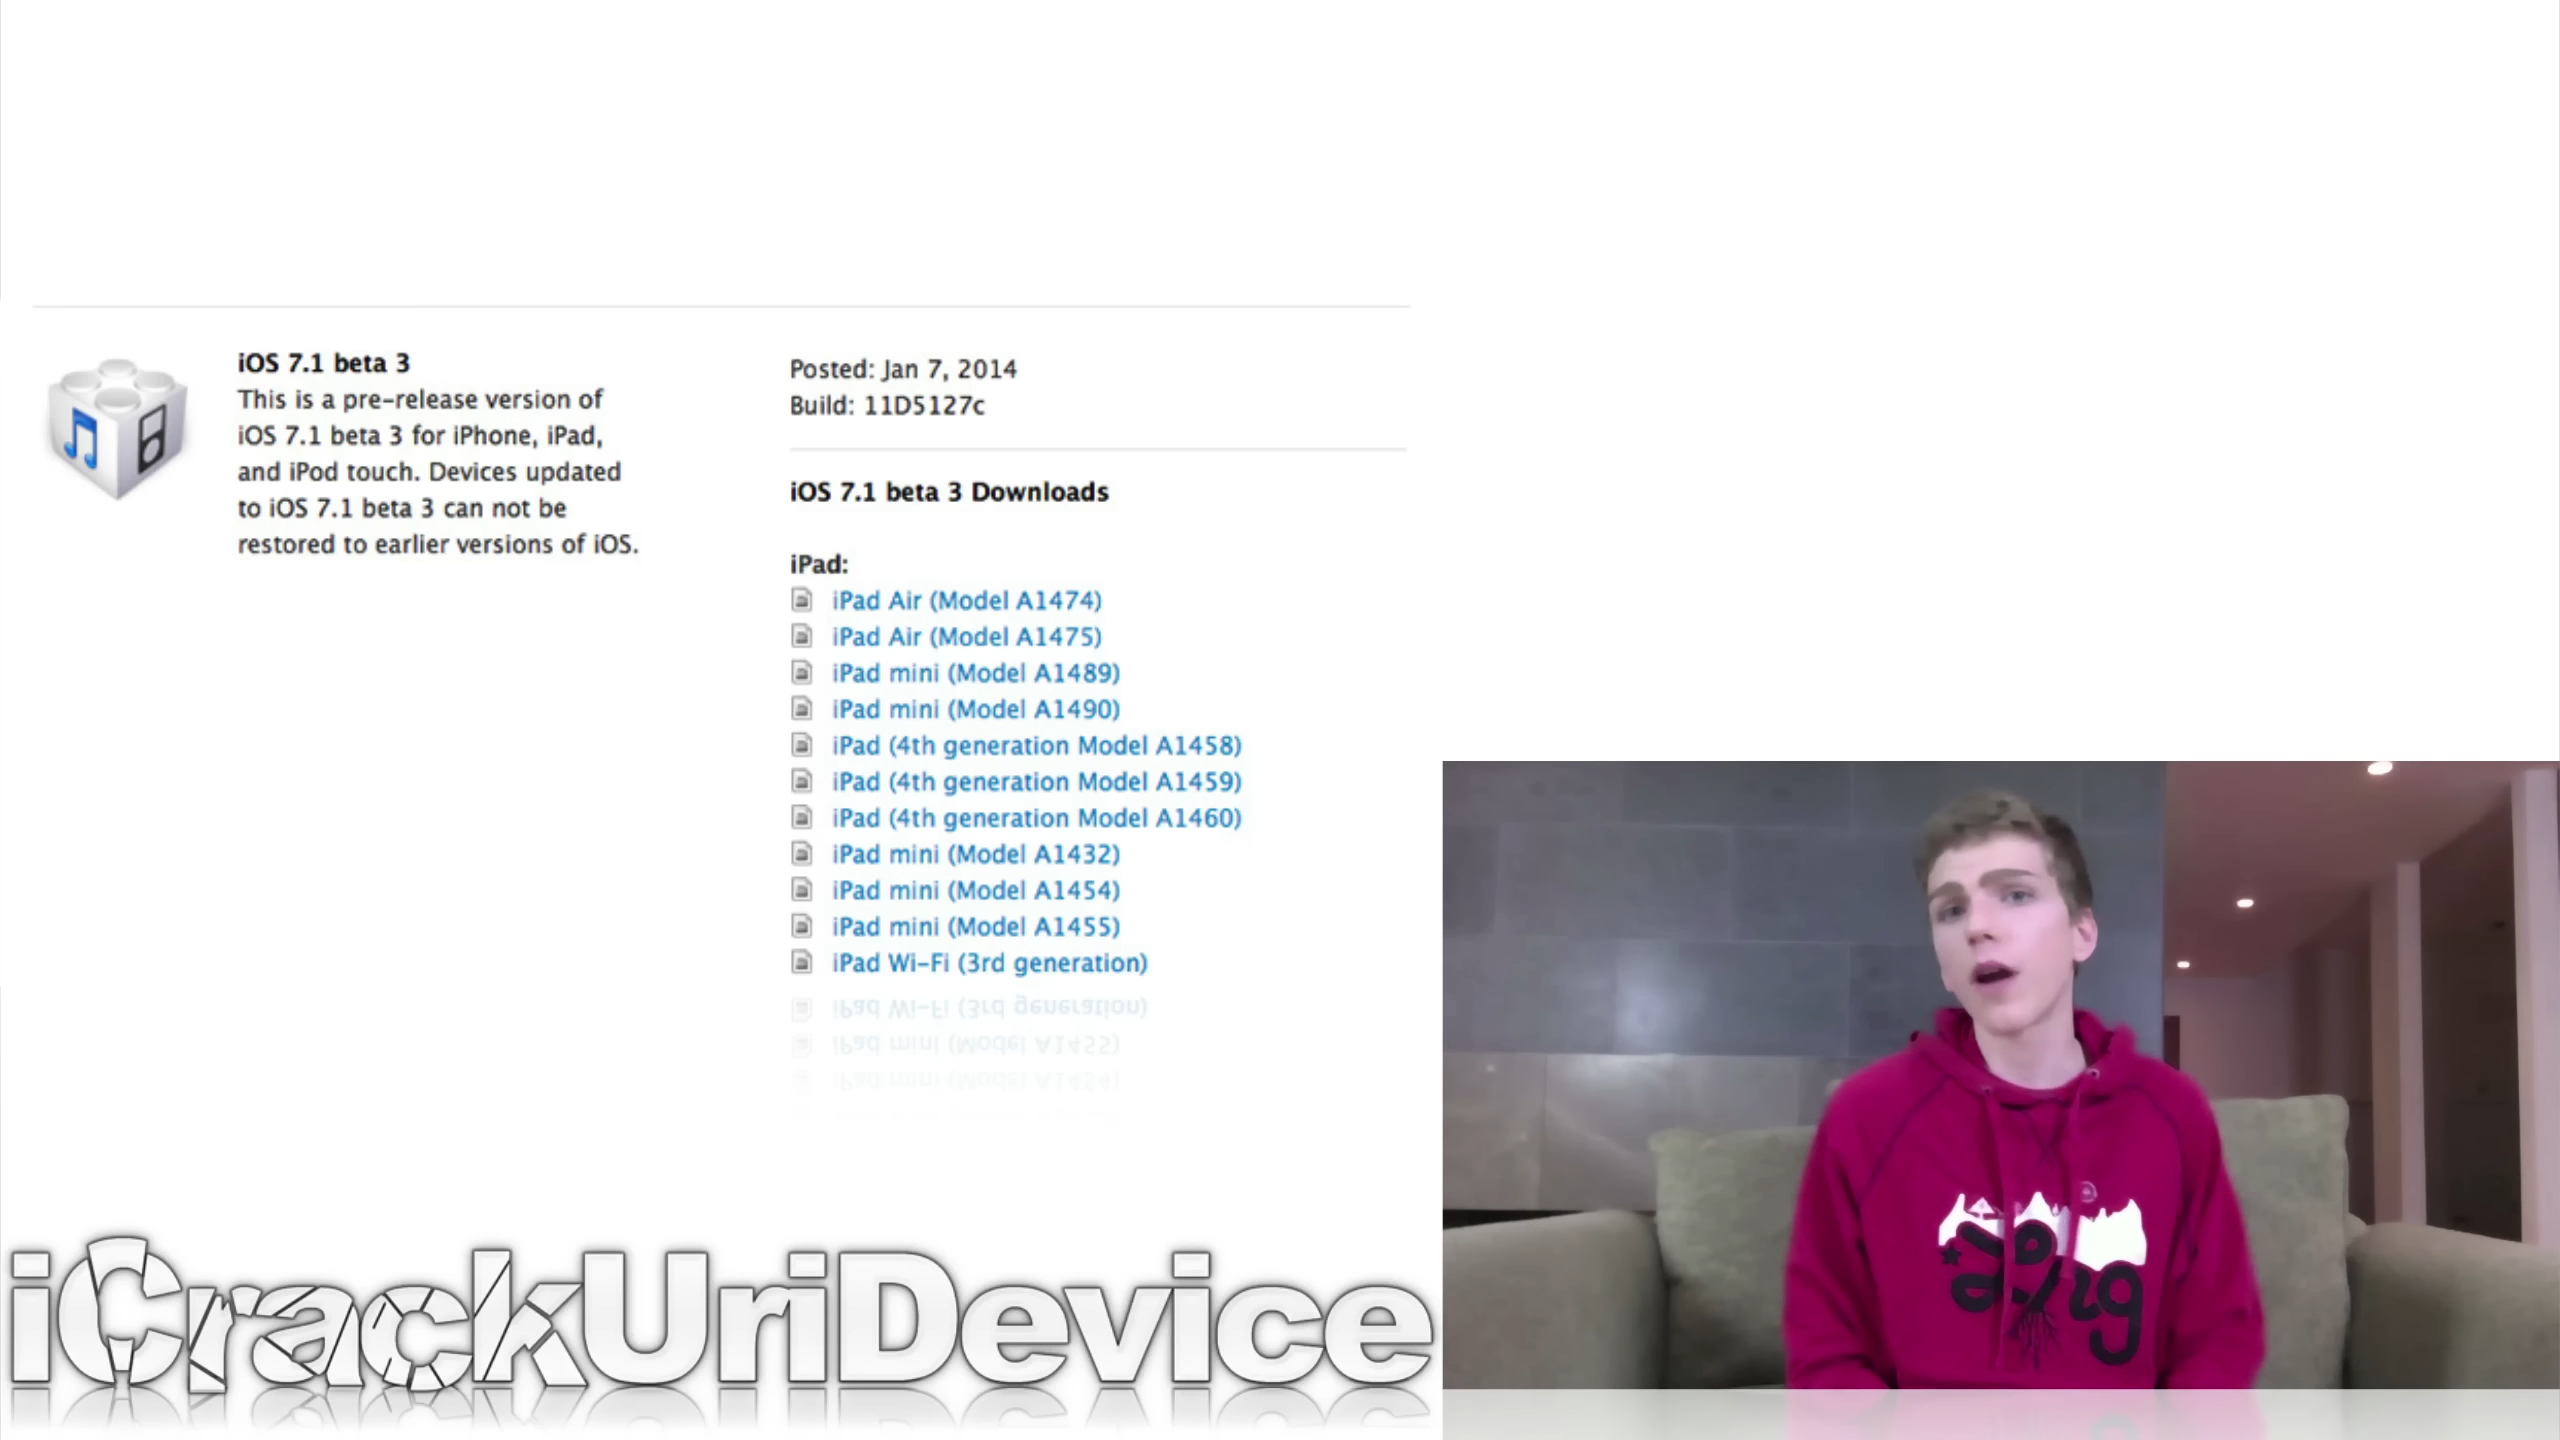 iOS 7.1 beta 3
This is a pre-release version of
iOS 7.1 beta 3 for iPhone, iPad,
and iPod touch. Devices updated
to iOS 7.1 beta 3 can not be
restored to earlier versions of iOS.
Posted: Jan 7, 2014
Build: 11D5127c
iOS 7.1 beta 3 Downloads
iPad:
iPad Air (Model A1474)
iPad Air (Model A1475)
iPad mini (Model A1489)
iPad mini (Model A1490)
iPad (4th generation Model A1458)
iPad (4th generation Model A1459)
iPad (4th generation Model A1460)
iPad mini (Model A1432)
iPad mini (Model A1454)
iPad mini (Model A1455)
iPad Wi-Fi (3rd generation)
iCrackUriDevice